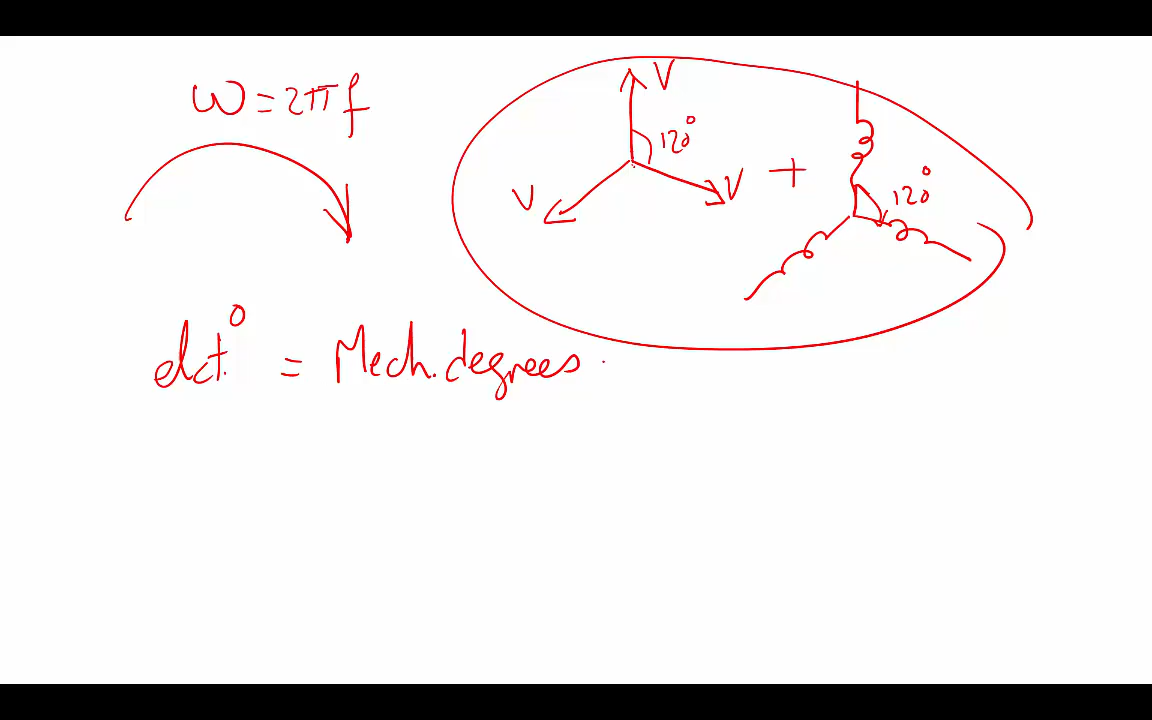 ω = 2πf
V
120°
V
V
+
120°
elct.° = Mech. degrees